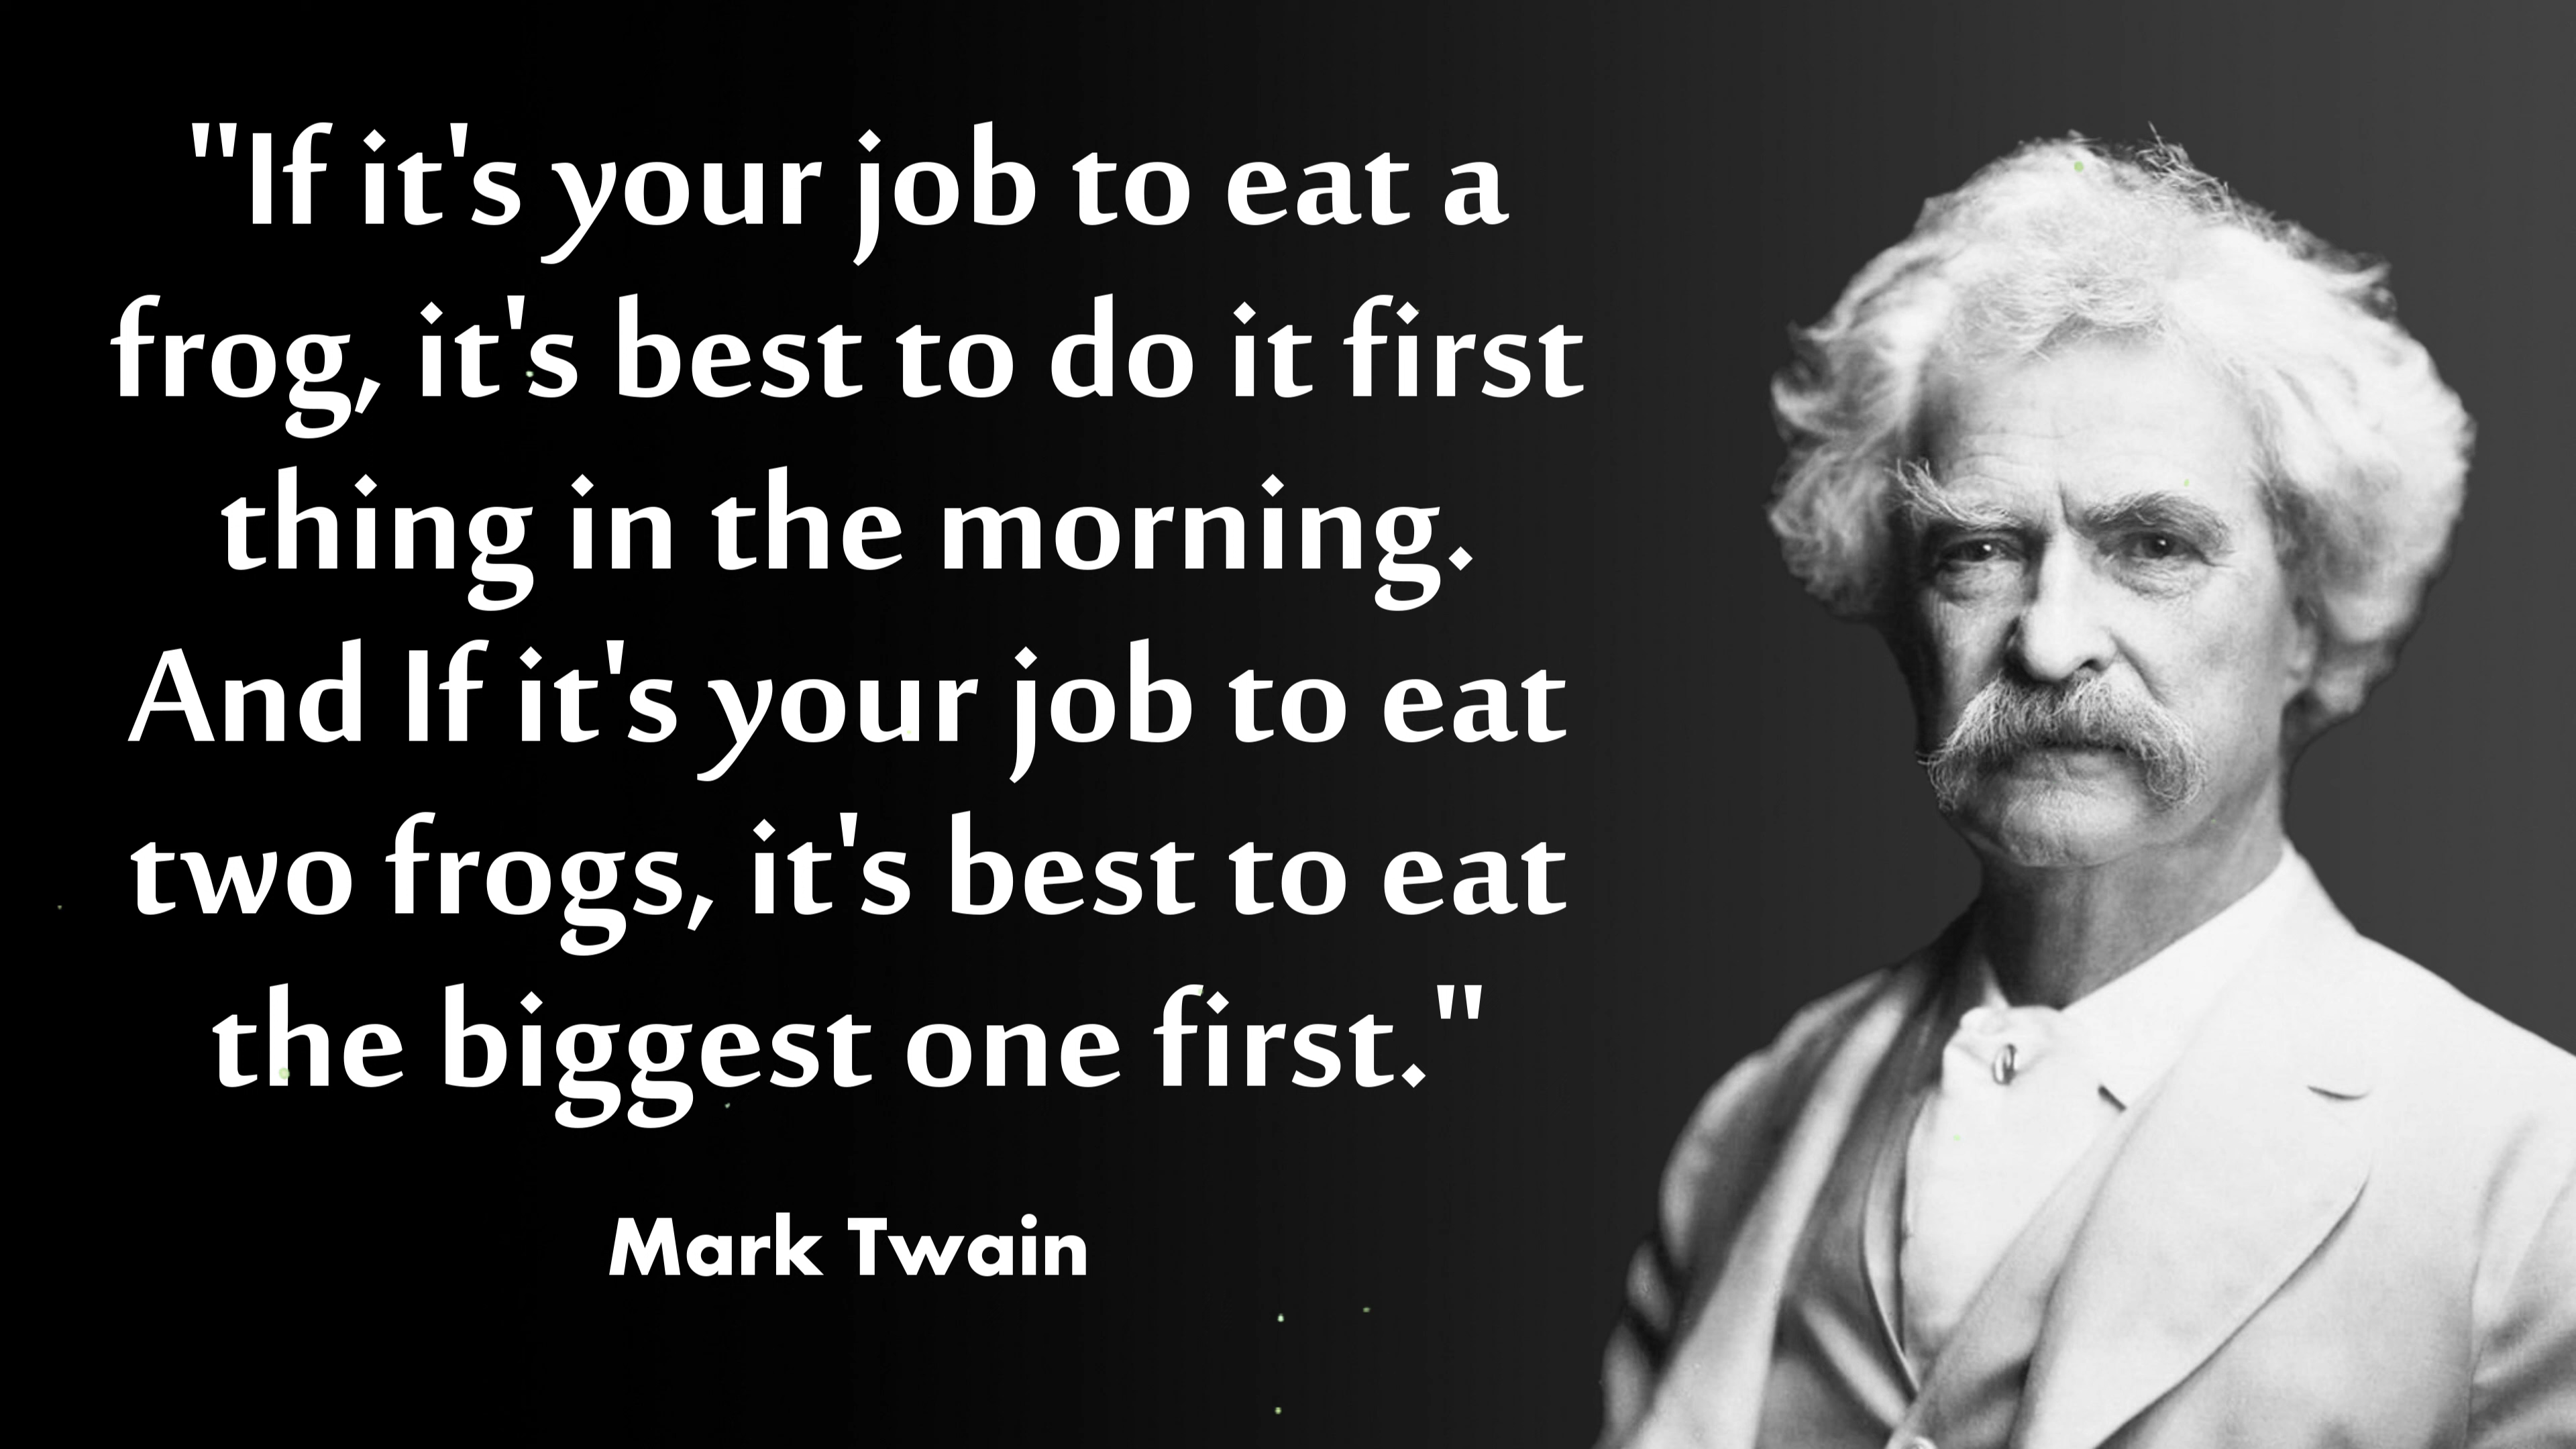 "If it's your job to eat a
frog, it's best to do it first
thing in the morning.
And If it's your job to eat
two frogs, it's best to eat
the biggest one first."
Mark Twain